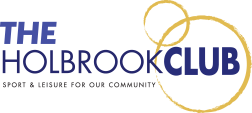 THE
HOLBROOKCLUB
SPORT & LEISURE FOR OUR COMMUNITY